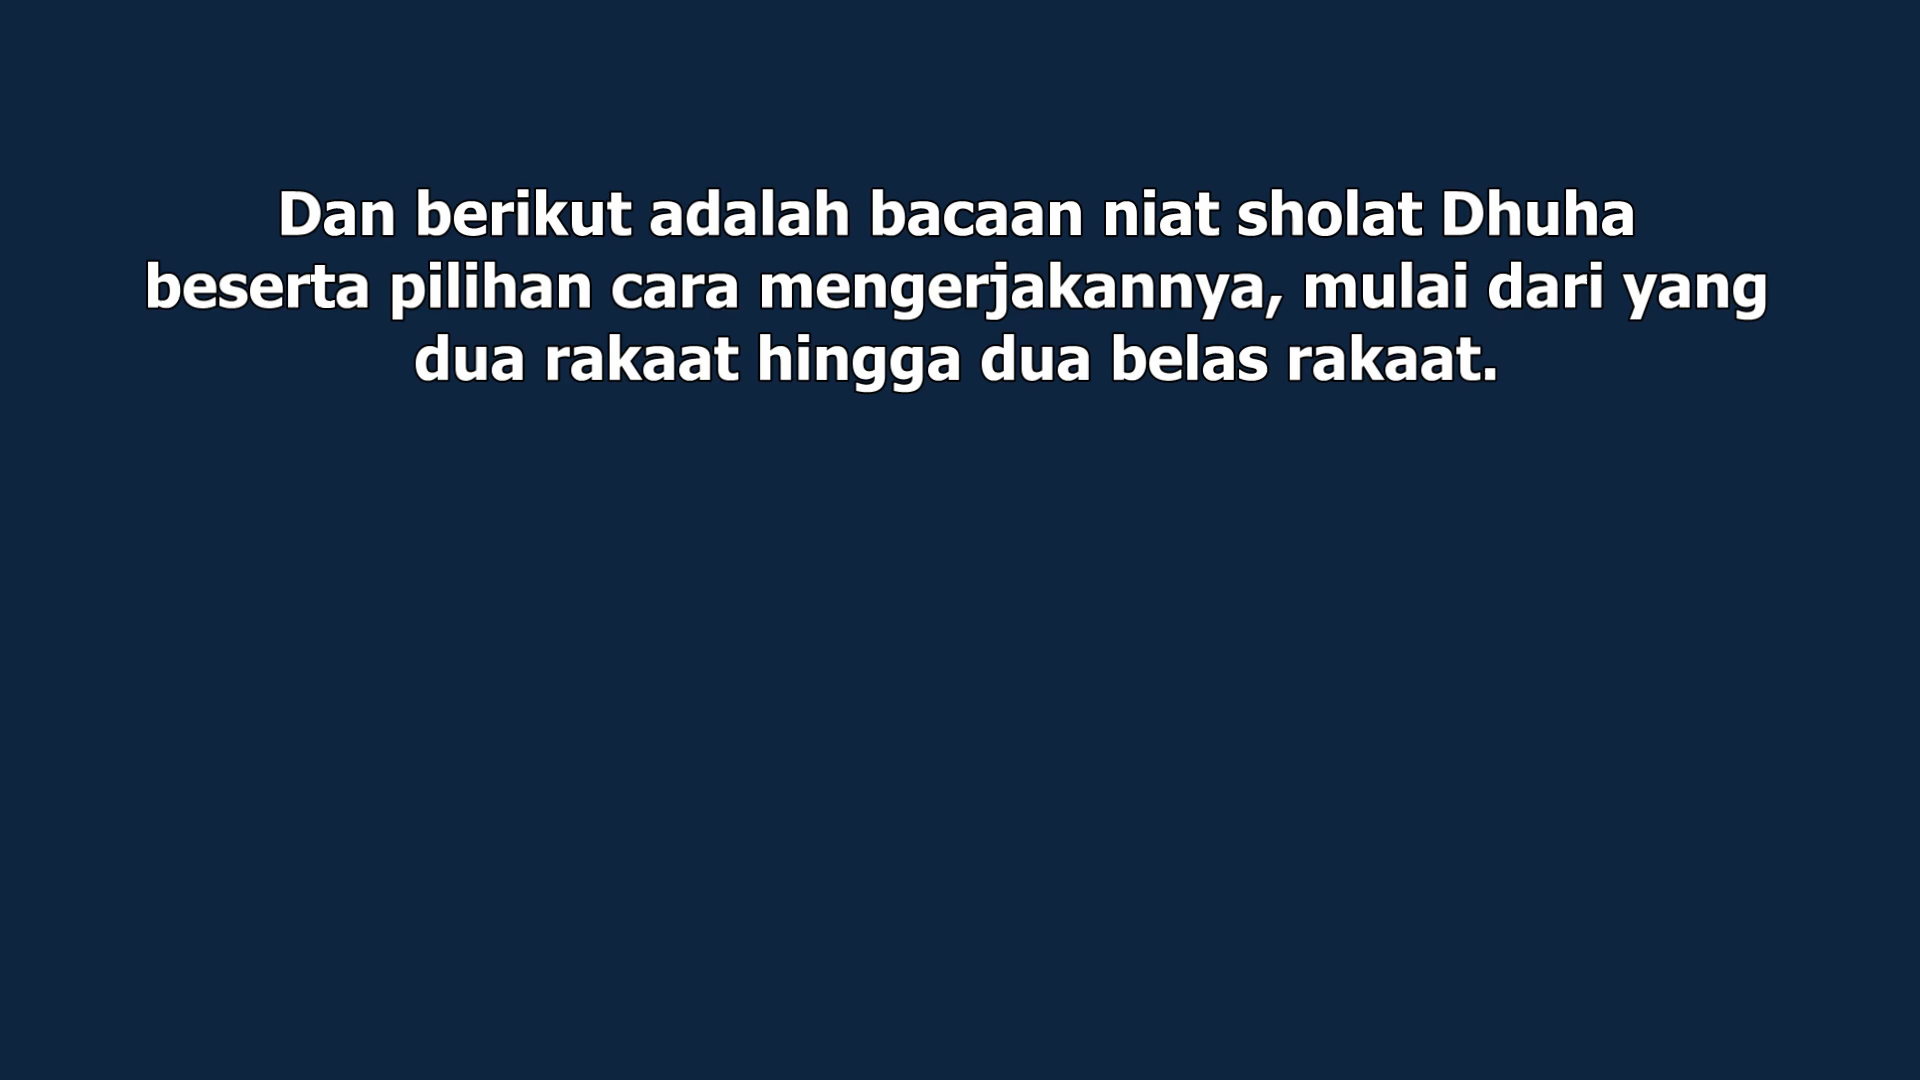 Dan berikut adalah bacaan niat sholat Dhuha
beserta pilihan cara mengerjakannya, mulai dari yang
dua rakaat hingga dua belas rakaat.